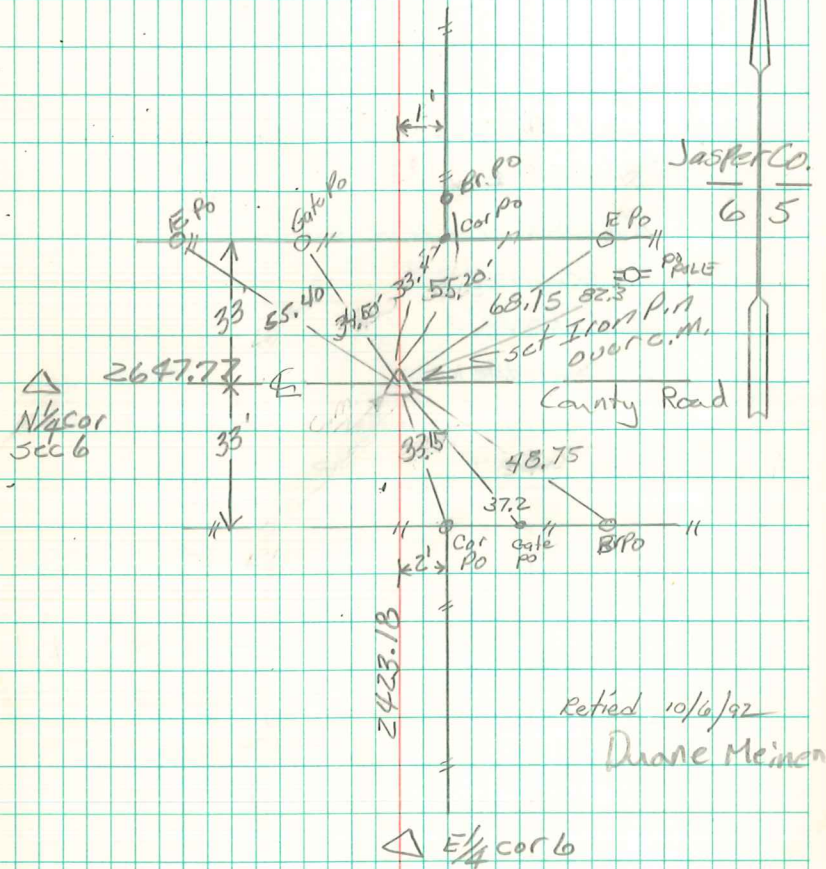 1'
Jasper Co.
6 5
Br. Po
Cor Po
E Po
Gate Po
E Po
PP POLE
33'
55.40
34.50'
33.4'
55.20'
68.15
82.3
set Iron Pin
over c.m.
2647.77
C̵L
County Road
N¼ cor
sec 6
33'
33.15
48.75
37.2
Cor
Po
Gate
Po
Br Po
2'
2423.18
Retied 10/6/92
Duane Meinen
E¼ cor 6